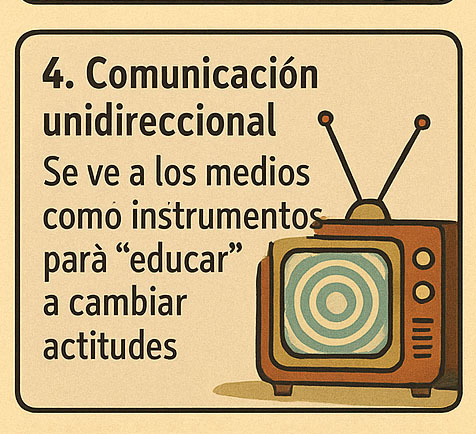 4. Comunicación
unidireccional
Se ve a los medios
como instrumentos
parà “educar”
a cambiar
actitudes